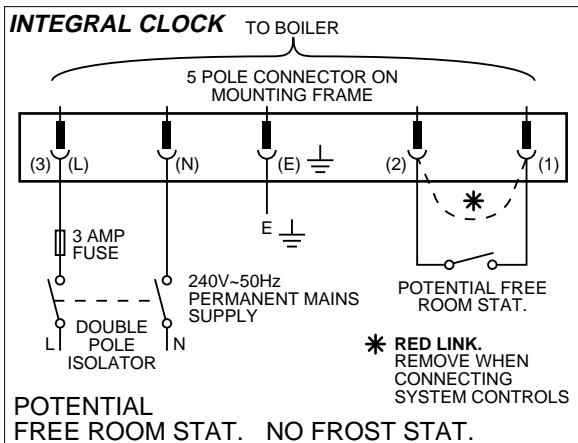 INTEGRAL CLOCK
TO BOILER
5 POLE CONNECTOR ON
MOUNTING FRAME
(3) (L) (N) (E) (2) (1)
E
3 AMP
FUSE
240V~50Hz
PERMANENT MAINS
SUPPLY
POTENTIAL FREE
ROOM STAT.
L
DOUBLE
POLE
ISOLATOR
N
RED LINK.
REMOVE WHEN
CONNECTING
SYSTEM CONTROLS
POTENTIAL
FREE ROOM STAT. NO FROST STAT.